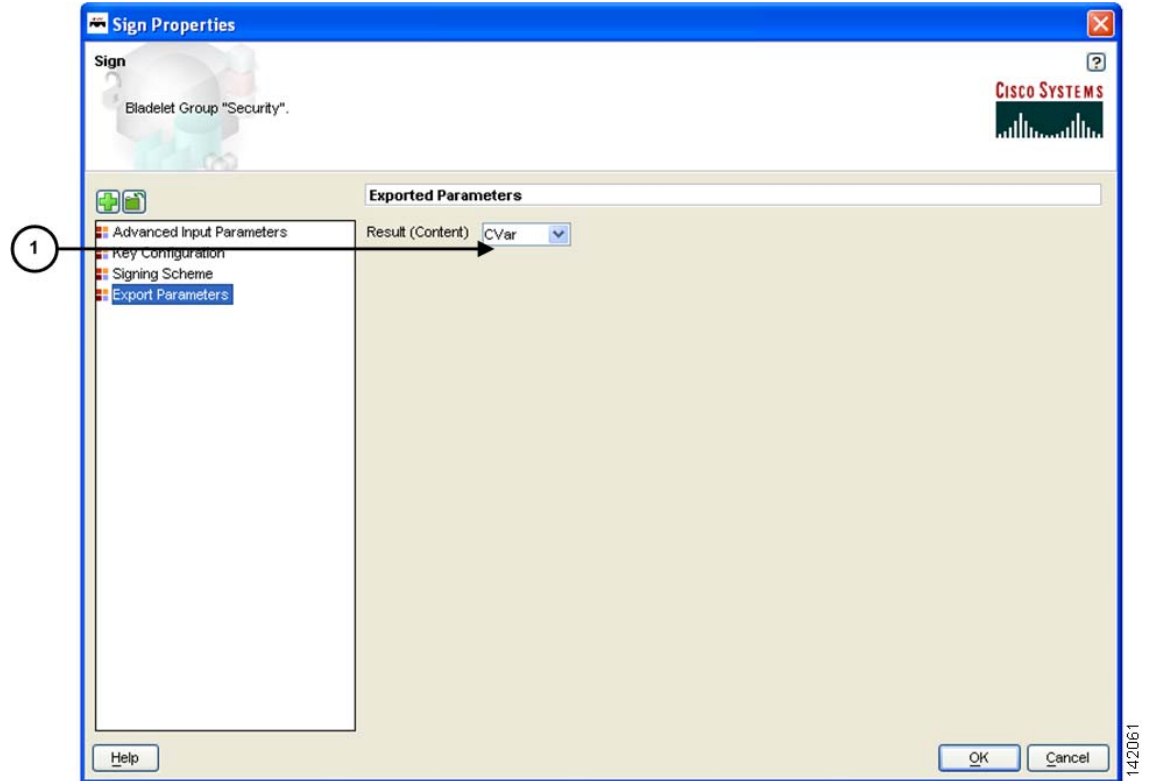 Sign Properties
Sign
?
Bladelet Group "Security".
CISCO SYSTEMS
Exported Parameters
1
Advanced Input Parameters
Key Configuration
Signing Scheme
Export Parameters
Result (Content) CVar
Help
OK
Cancel
142061